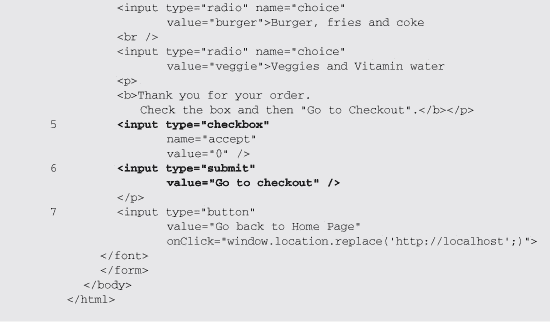 <input type="radio" name="choice"
value="burger">Burger, fries and coke
<br />
<input type="radio" name="choice"
value="veggie">Veggies and Vitamin water
<p>
<b>Thank you for your order.
Check the box and then "Go to Checkout".</b></p>
5 <input type="checkbox"
name="accept"
value="0" />
6 <input type="submit"
value="Go to checkout" />
</p>
7 <input type="button"
value="Go back to Home Page"
onClick="window.location.replace('http://localhost';)">
</font>
</form>
</body>
</html>